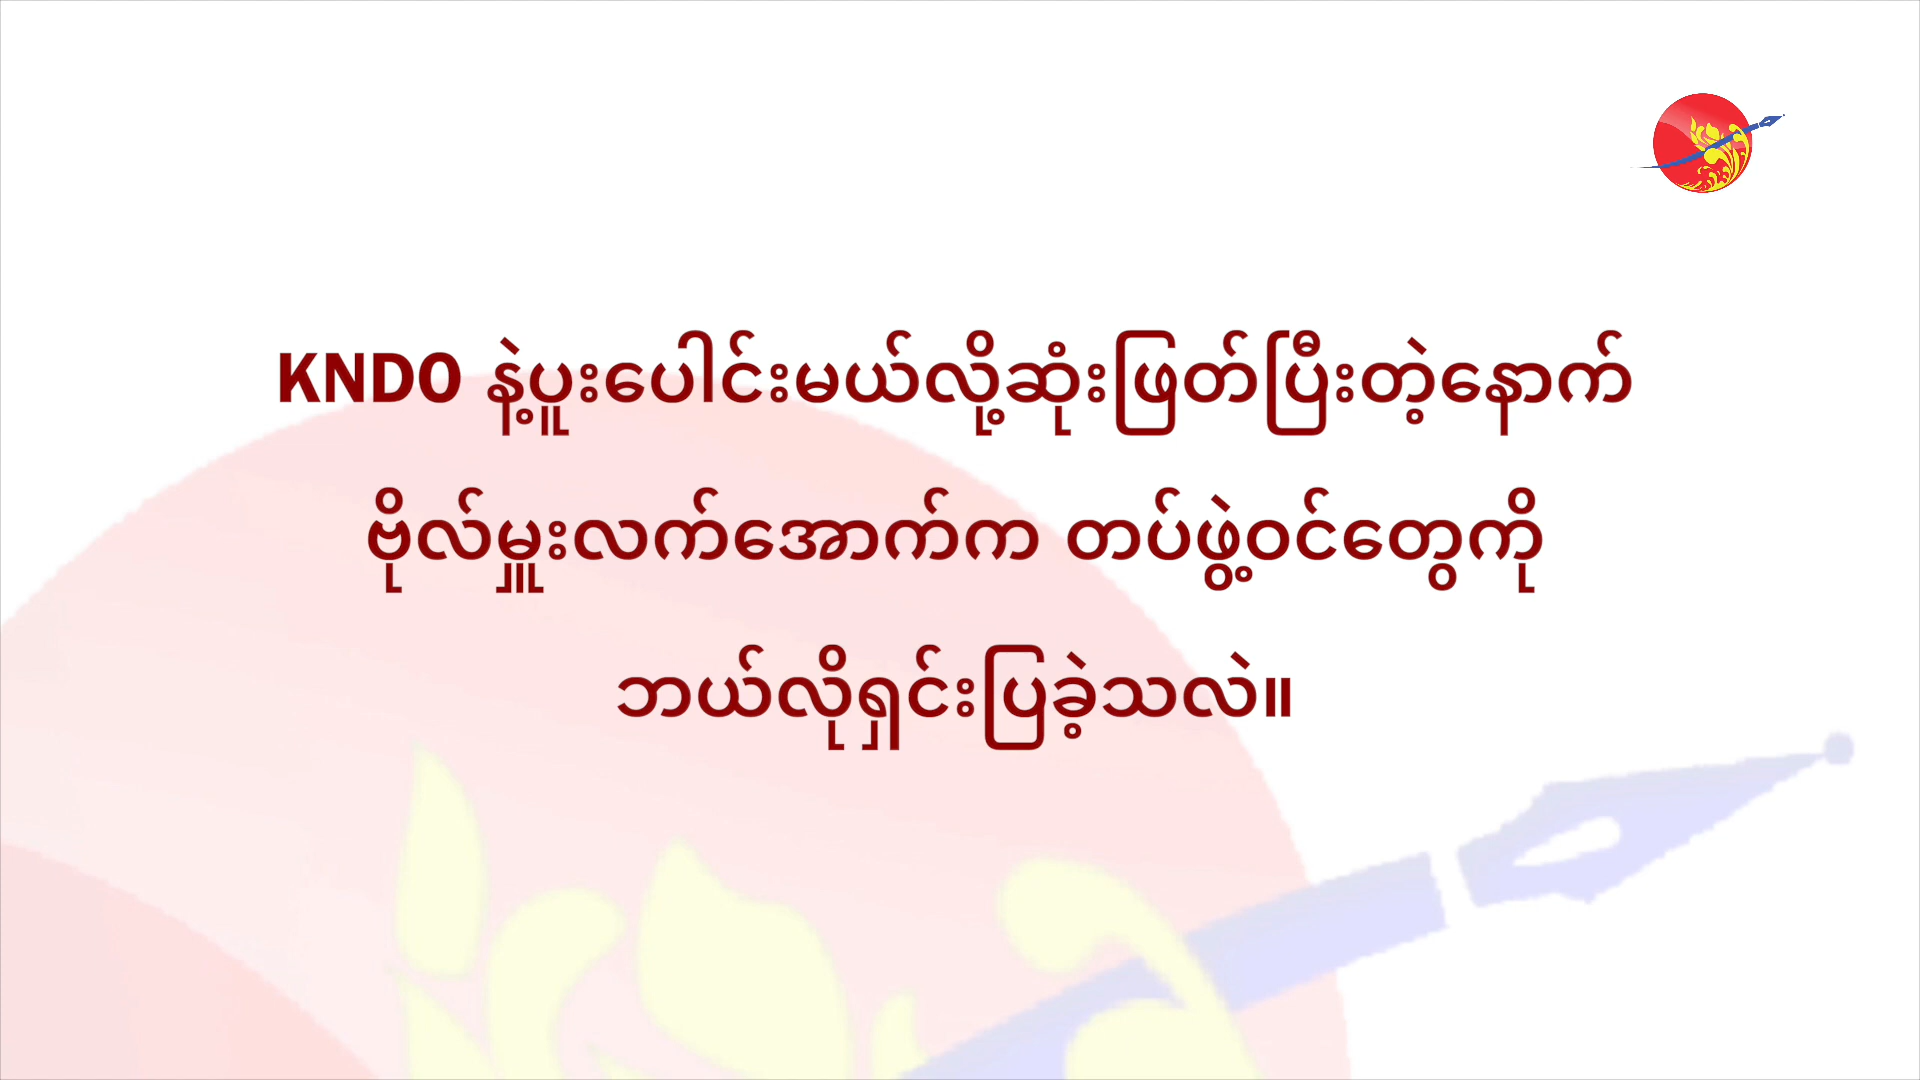 KNDO နဲ့ပူးပေါင်းမယ်လို့ဆုံးဖြတ်ပြီးတဲ့နောက်
ဗိုလ်မှူးလက်အောက်က တပ်ဖွဲ့ဝင်တွေကို
ဘယ်လိုရှင်းပြခဲ့သလဲ။